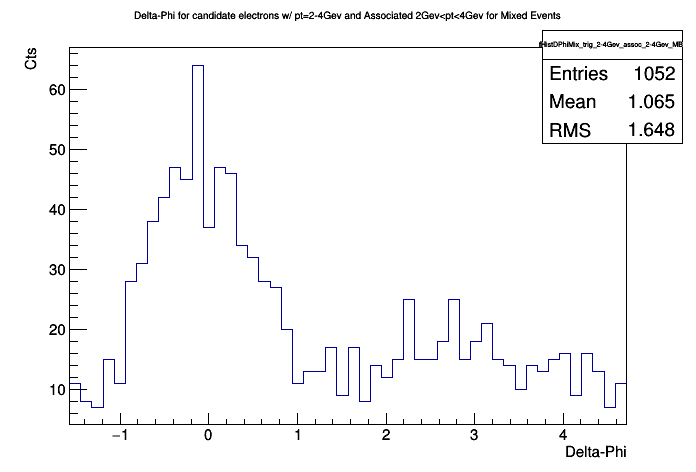 Delta-Phi for candidate electrons w/ pt=2-4Gev and Associated 2Gev<pt<4Gev for Mixed Events
fHistDPhiMix_trig_2-4Gev_assoc_2-4Gev_MB
Entries 1052
Mean 1.065
RMS 1.648
Cts
60
50
40
30
20
10
−1 0 1 2 3 4
Delta-Phi